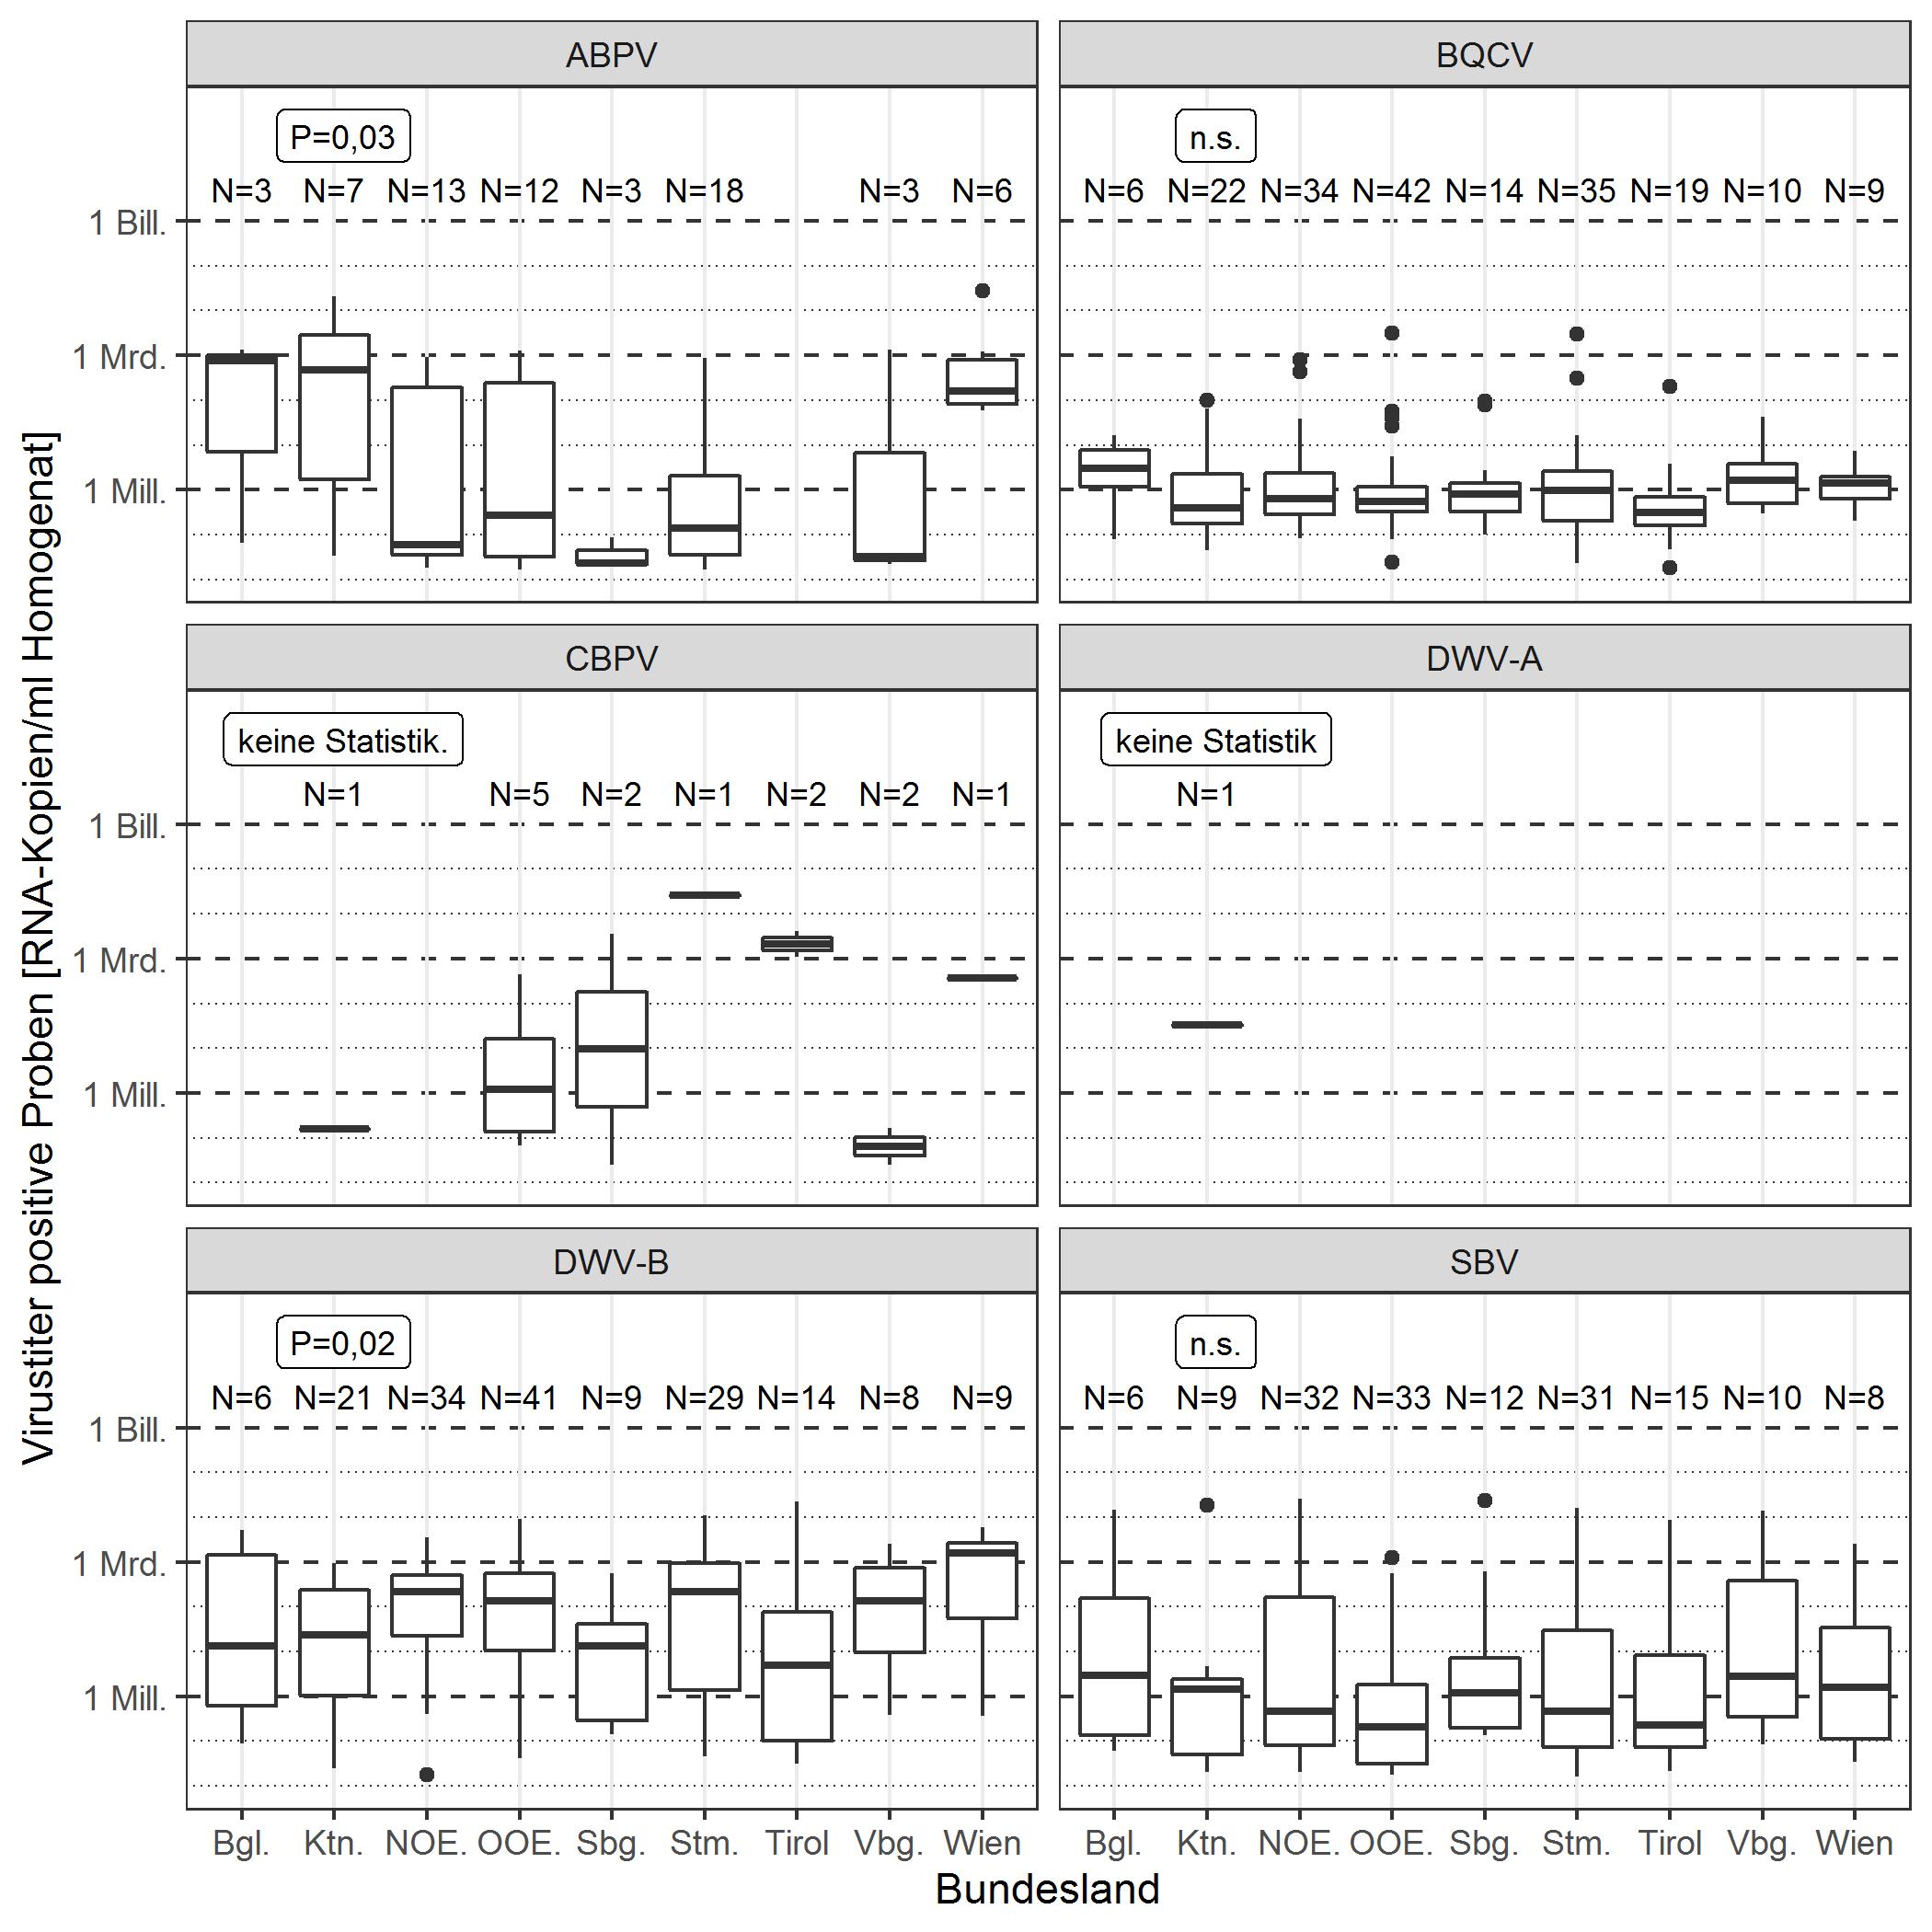 Virustiter positive Proben [RNA-Kopien/ml Homogenat]
ABPV
P=0,03
N=3 N=7 N=13 N=12 N=3 N=18 N=3 N=6
1 Bill.
1 Mrd.
1 Mill.
BQCV
n.s.
N=6 N=22 N=34 N=42 N=14 N=35 N=19 N=10 N=9
CBPV
keine Statistik.
N=1 N=5 N=2 N=1 N=2 N=2 N=1
1 Bill.
1 Mrd.
1 Mill.
DWV-A
keine Statistik
N=1
DWV-B
P=0,02
N=6 N=21 N=34 N=41 N=9 N=29 N=14 N=8 N=9
1 Bill.
1 Mrd.
1 Mill.
SBV
n.s.
N=6 N=9 N=32 N=33 N=12 N=31 N=15 N=10 N=8
Bgl. Ktn. NOE. OOE. Sbg. Stm. Tirol Vbg. Wien
Bgl. Ktn. NOE. OOE. Sbg. Stm. Tirol Vbg. Wien
Bundesland